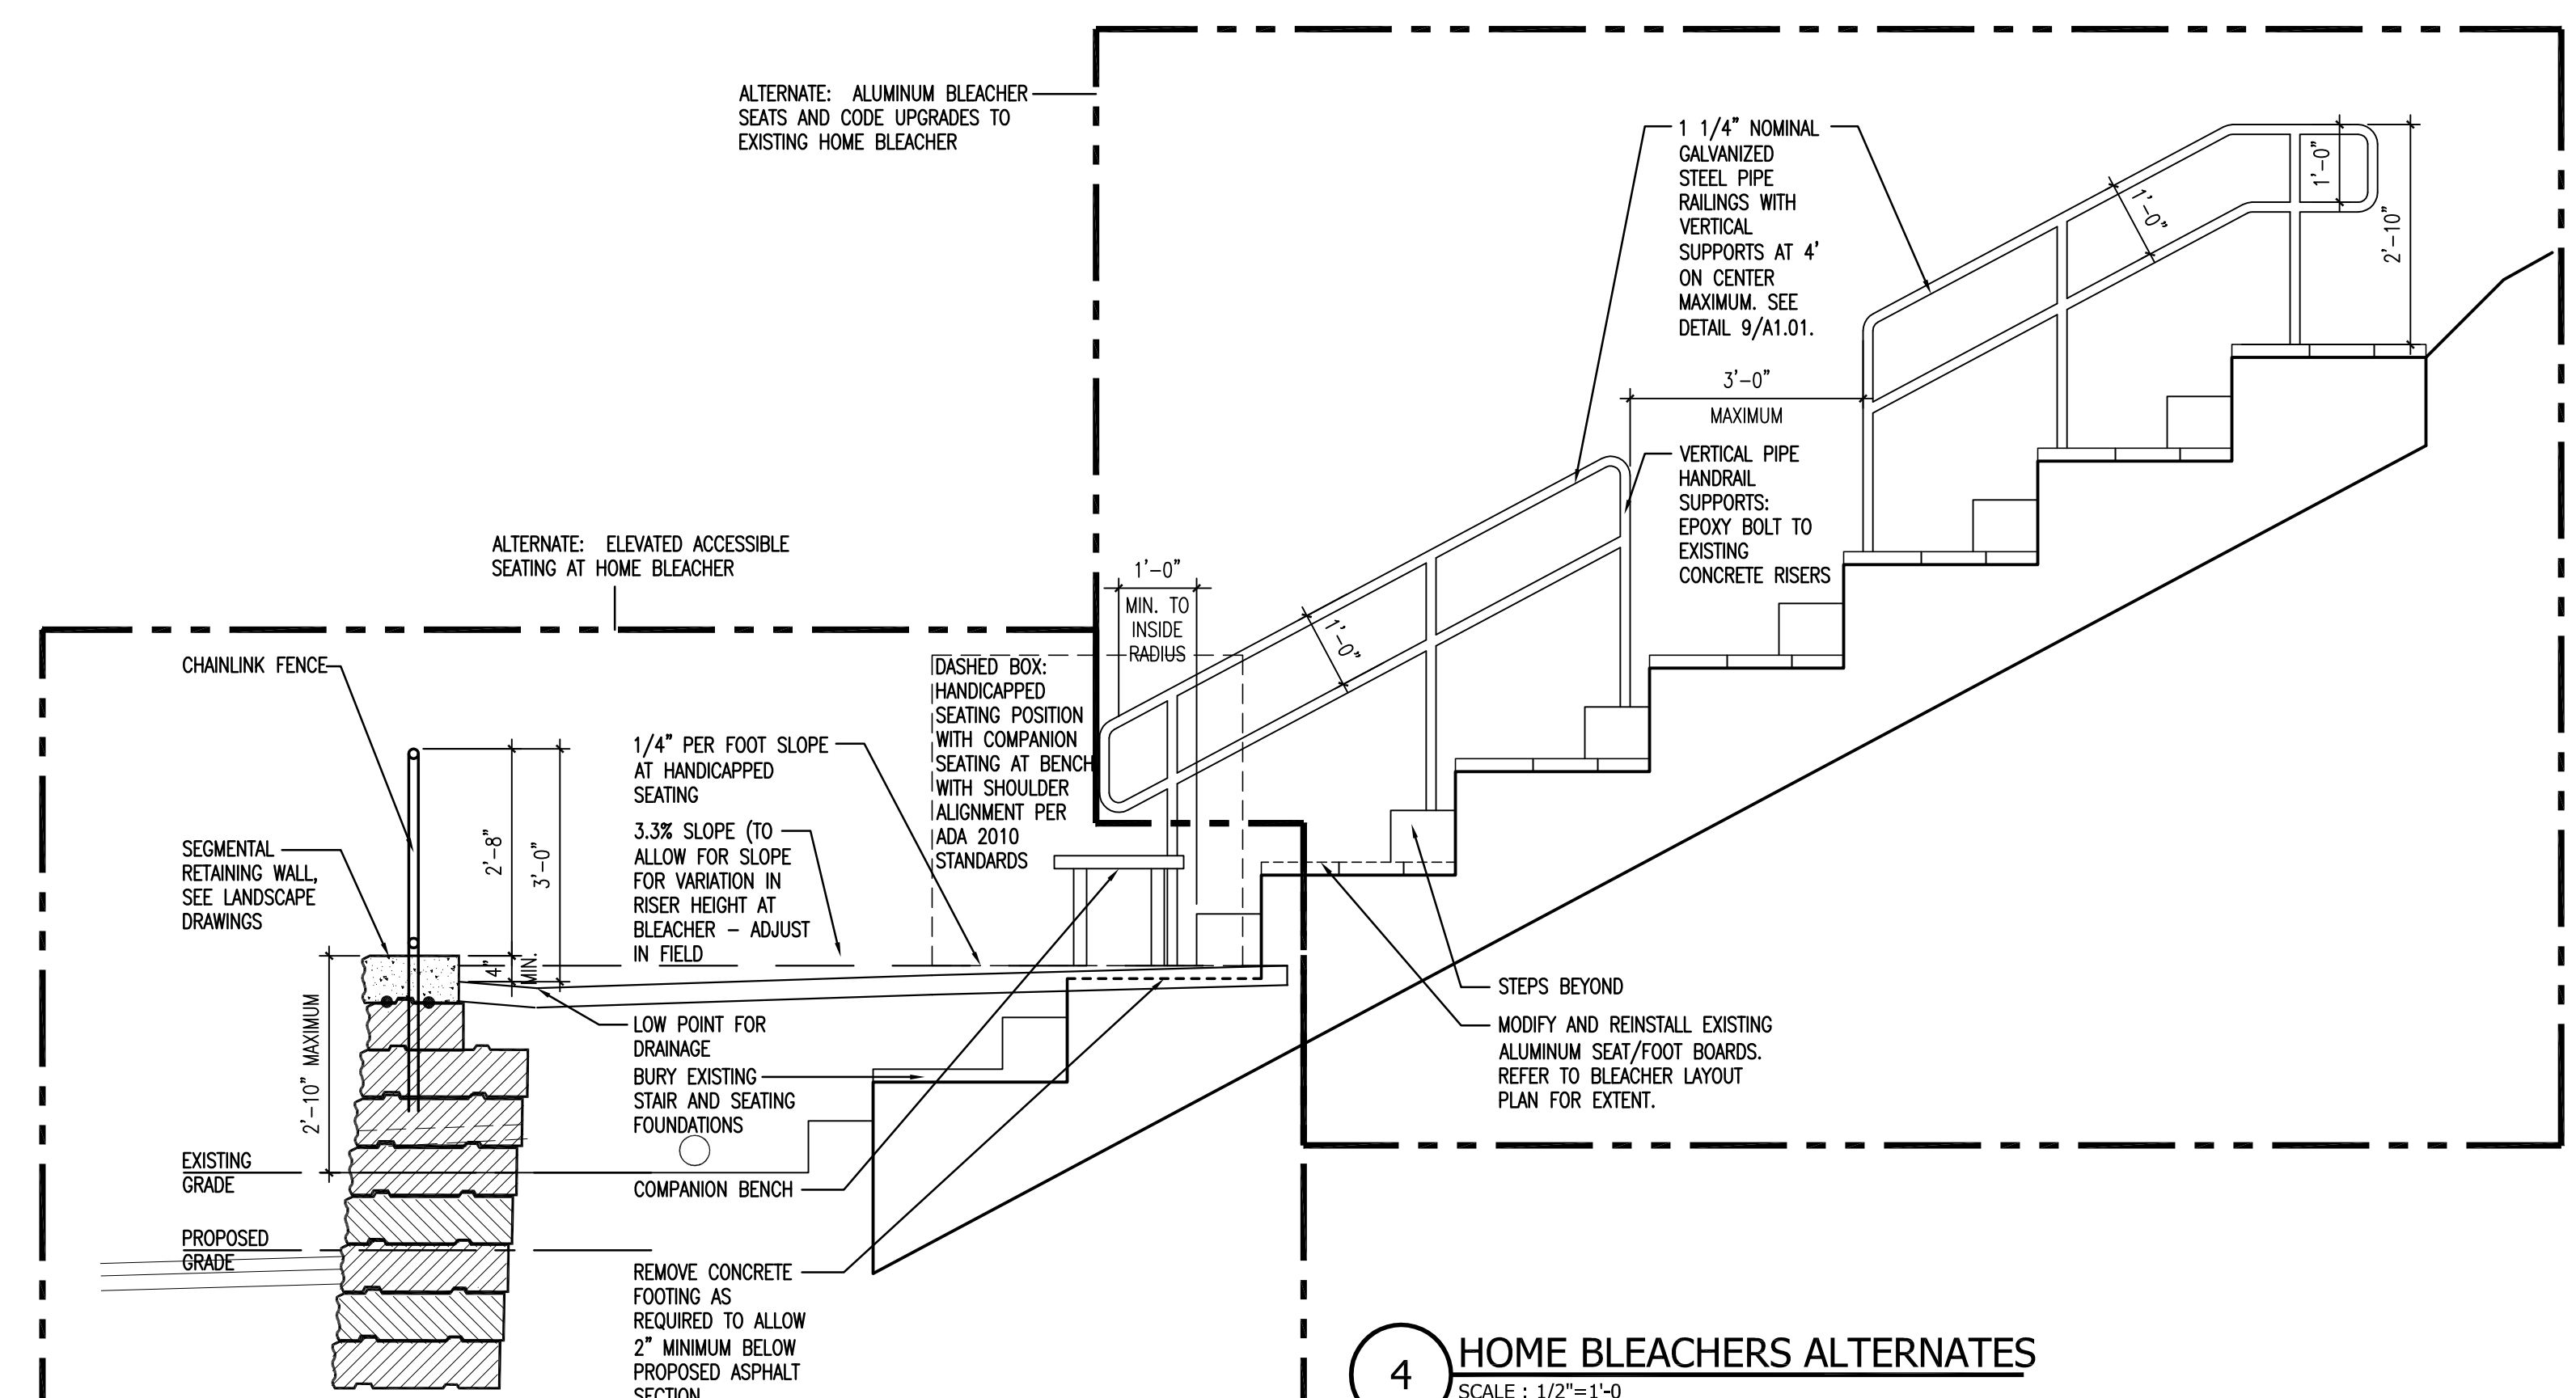 ALTERNATE: ALUMINUM BLEACHER
SEATS AND CODE UPGRADES TO
EXISTING HOME BLEACHER
1 1/4" NOMINAL
GALVANIZED
STEEL PIPE
RAILINGS WITH
VERTICAL
SUPPORTS AT 4'
ON CENTER
MAXIMUM. SEE
DETAIL 9/A1.01.
1'-0"
1'-0"
2'-10"
3'-0"
MAXIMUM
VERTICAL PIPE
HANDRAIL
SUPPORTS:
EPOXY BOLT TO
EXISTING
CONCRETE RISERS
ALTERNATE: ELEVATED ACCESSIBLE
SEATING AT HOME BLEACHER
1'-0"
MIN. TO
INSIDE
RADIUS
1'-0"
CHAINLINK FENCE
DASHED BOX:
HANDICAPPED
SEATING POSITION
WITH COMPANION
SEATING AT BENCH
WITH SHOULDER
ALIGNMENT PER
ADA 2010
STANDARDS
1/4" PER FOOT SLOPE
AT HANDICAPPED
SEATING
3.3% SLOPE (TO
ALLOW FOR SLOPE
FOR VARIATION IN
RISER HEIGHT AT
BLEACHER - ADJUST
IN FIELD
2'-8"
3'-0"
4"
MIN.
SEGMENTAL
RETAINING WALL,
SEE LANDSCAPE
DRAWINGS
2'-10" MAXIMUM
LOW POINT FOR
DRAINAGE
BURY EXISTING
STAIR AND SEATING
FOUNDATIONS
COMPANION BENCH
REMOVE CONCRETE
FOOTING AS
REQUIRED TO ALLOW
2" MINIMUM BELOW
PROPOSED ASPHALT
SECTION
EXISTING
GRADE
PROPOSED
GRADE
STEPS BEYOND
MODIFY AND REINSTALL EXISTING
ALUMINUM SEAT/FOOT BOARDS.
REFER TO BLEACHER LAYOUT
PLAN FOR EXTENT.
4
HOME BLEACHERS ALTERNATES
SCALE : 1/2"=1'-0